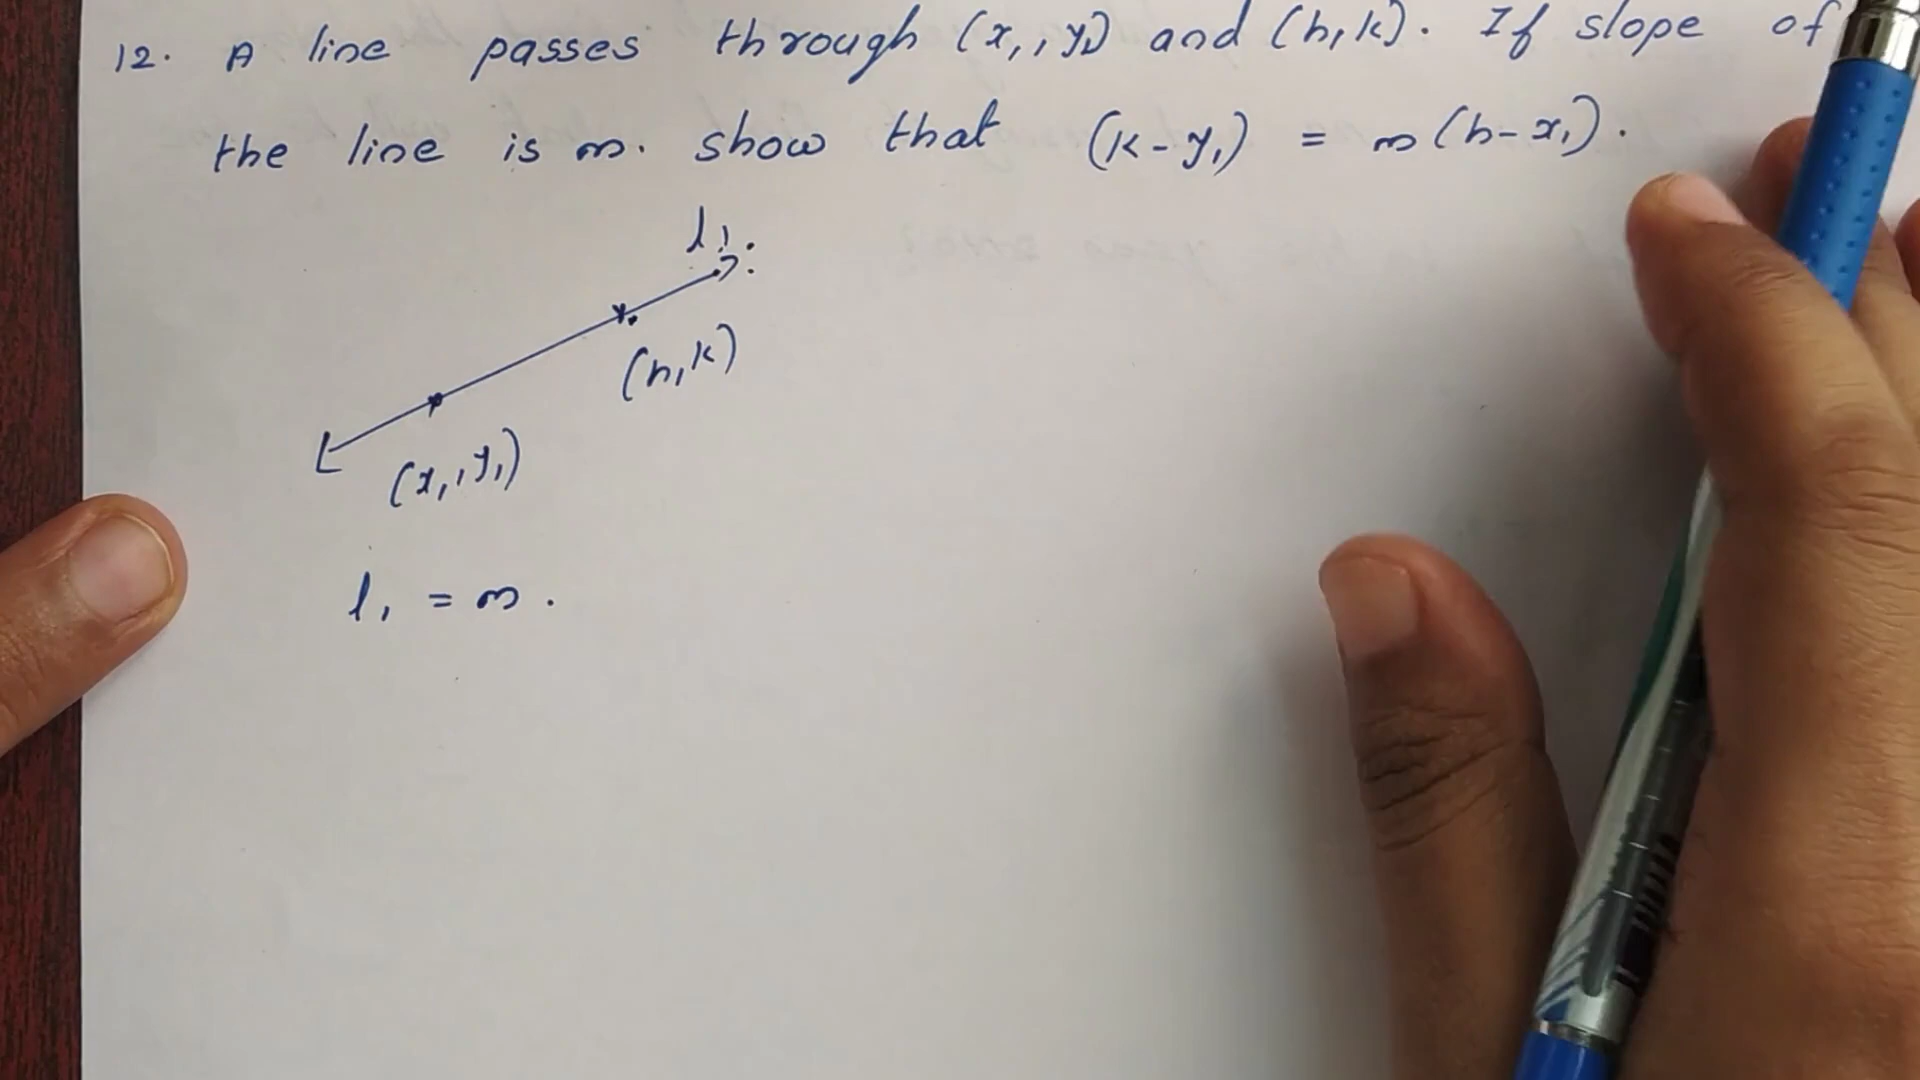 12. A line passes through (x₁, y₁) and (h, k). If slope of
the line is m. show that (k - y₁) = m (h - x₁).
l₁.
(h, k)
(x₁, y₁)
l₁ = m.